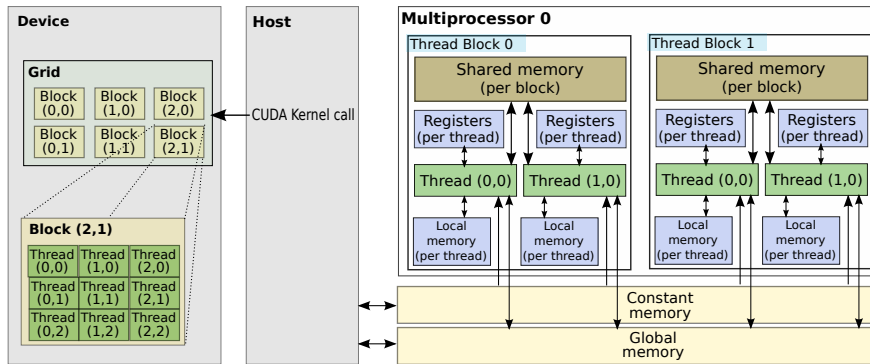 Device
Grid
Block
(0,0)
Block
(1,0)
Block
(2,0)
Block
(0,1)
Block
(1,1)
Block
(2,1)
Block (2,1)
Thread
(0,0)
Thread
(1,0)
Thread
(2,0)
Thread
(0,1)
Thread
(1,1)
Thread
(2,1)
Thread
(0,2)
Thread
(1,2)
Thread
(2,2)
Host
CUDA Kernel call
Multiprocessor 0
Thread Block 0
Shared memory
(per block)
Registers
(per thread)
Registers
(per thread)
Thread (0,0)
Thread (1,0)
Local
memory
(per thread)
Local
memory
(per thread)
Thread Block 1
Shared memory
(per block)
Registers
(per thread)
Registers
(per thread)
Thread (0,0)
Thread (1,0)
Local
memory
(per thread)
Local
memory
(per thread)
Constant
memory
Global
memory